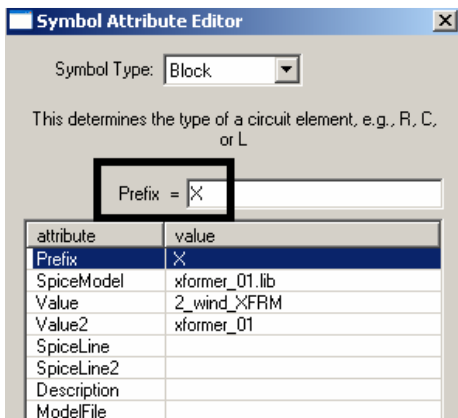 Symbol Attribute Editor
Symbol Type: Block
This determines the type of a circuit element, e.g., R, C,
or L
Prefix = X
attribute value
Prefix X
SpiceModel xformer_01.lib
Value 2_wind_XFRM
Value2 xformer_01
SpiceLine
SpiceLine2
Description
ModelFile